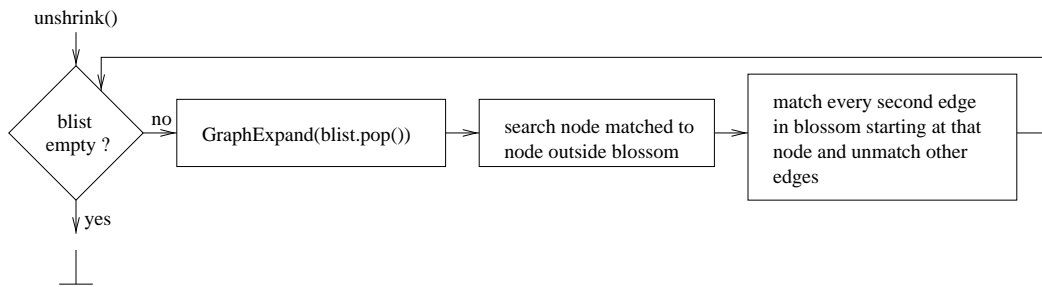 unshrink()
blist
empty ?
no
yes
GraphExpand(blist.pop())
search node matched to
node outside blossom
match every second edge
in blossom starting at that
node and unmatch other
edges